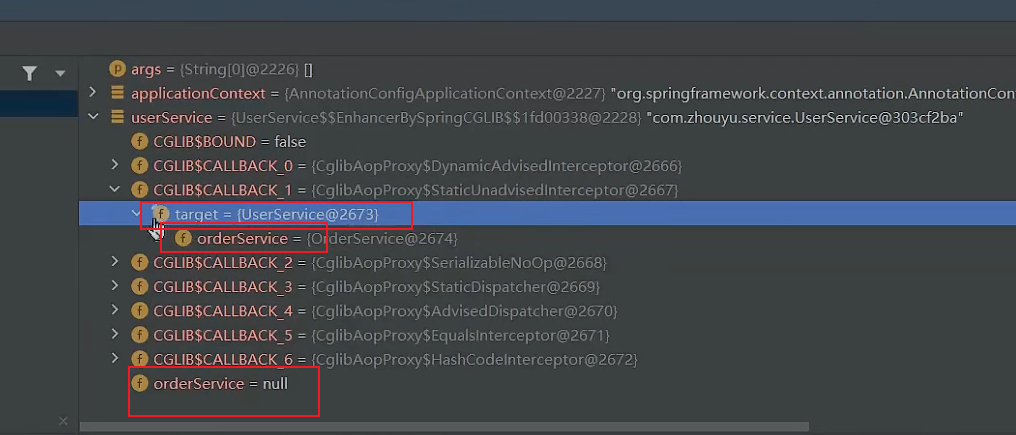 p args = {String[0]@2226} []
applicationContext = {AnnotationConfigApplicationContext@2227} "org.springframework.context.annotation.AnnotationCon
userService = {UserService$$EnhancerBySpringCGLIB$$1fd00338@2228} "com.zhouyu.service.UserService@303cf2ba"
f CGLIB$BOUND = false
f CGLIB$CALLBACK_0 = {CglibAopProxy$DynamicAdvisedInterceptor@2666}
f CGLIB$CALLBACK_1 = {CglibAopProxy$StaticUnadvisedInterceptor@2667}
f target = {UserService@2673}
f orderService = {OrderService@2674}
f CGLIB$CALLBACK_2 = {CglibAopProxy$SerializableNoOp@2668}
f CGLIB$CALLBACK_3 = {CglibAopProxy$StaticDispatcher@2669}
f CGLIB$CALLBACK_4 = {CglibAopProxy$AdvisedDispatcher@2670}
f CGLIB$CALLBACK_5 = {CglibAopProxy$EqualsInterceptor@2671}
f CGLIB$CALLBACK_6 = {CglibAopProxy$HashCodeInterceptor@2672}
f orderService = null